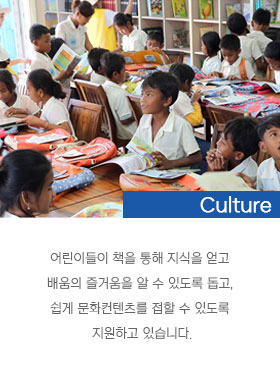 Culture
어린이들이 책을 통해 지식을 얻고
배움의 즐거움을 알 수 있도록 돕고,
쉽게 문화컨텐츠를 접할 수 있도록
지원하고 있습니다.